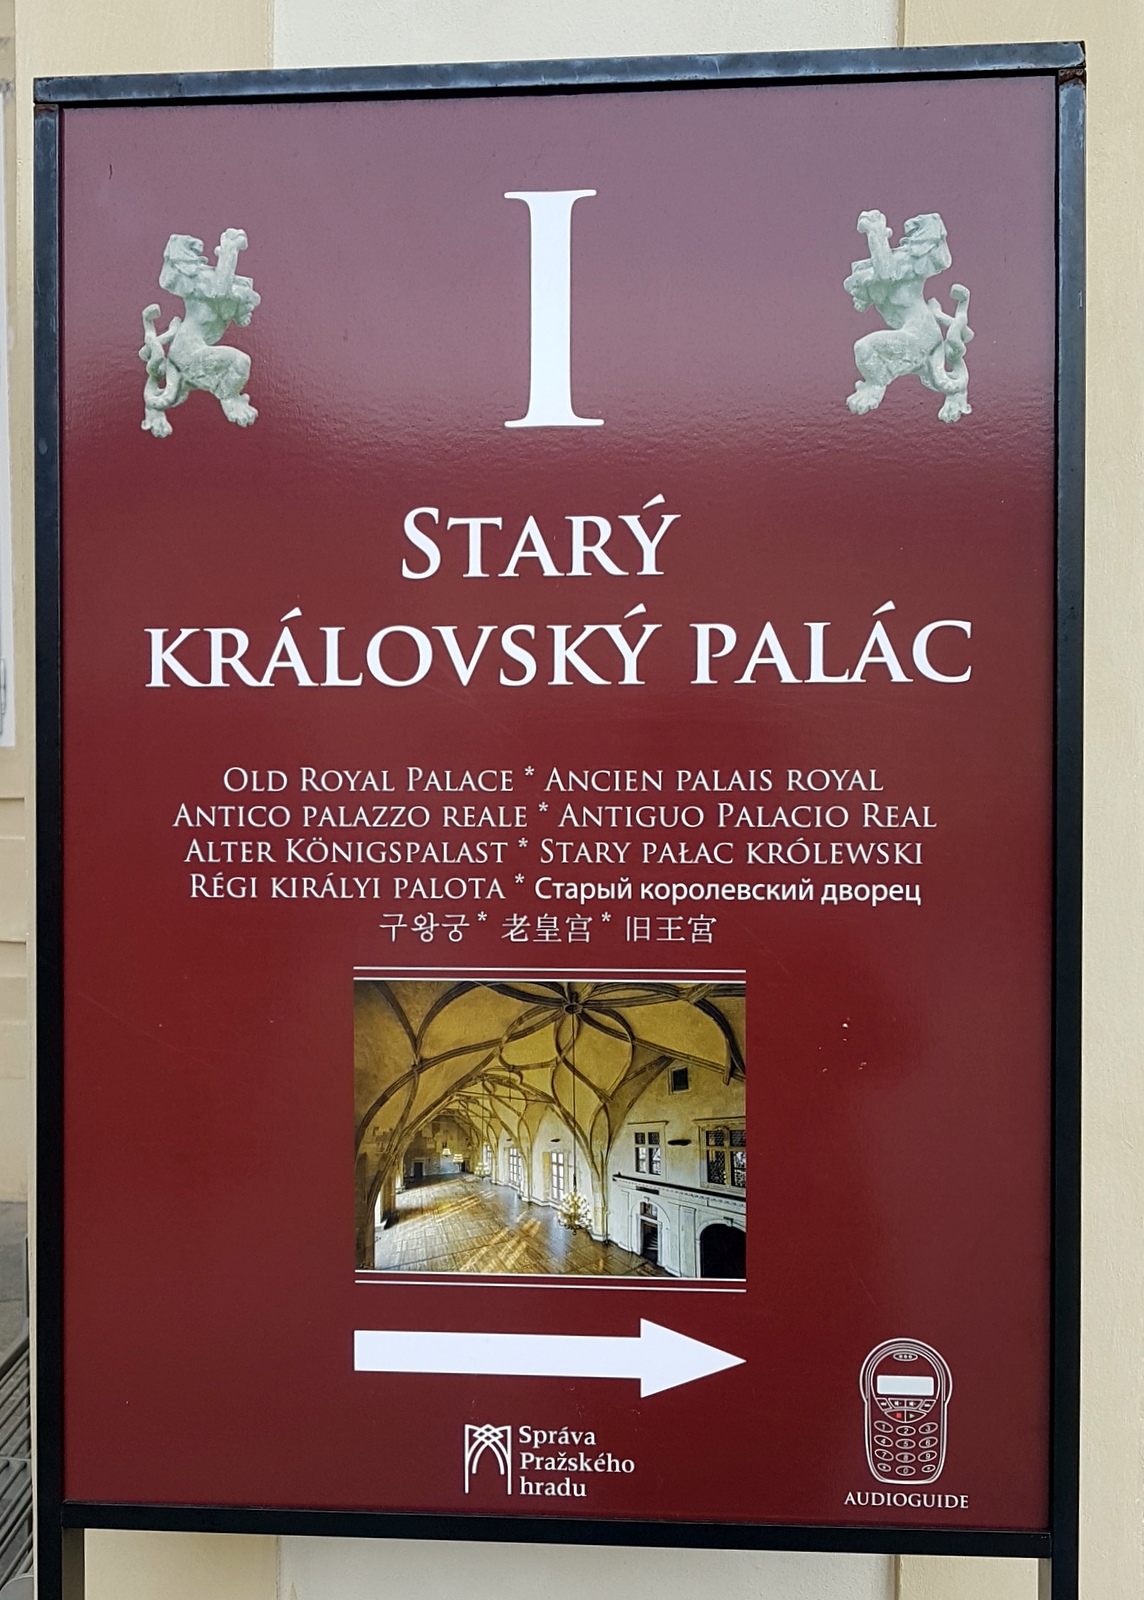 I
STARÝ
KRÁLOVSKÝ PALÁC
OLD ROYAL PALACE * ANCIEN PALAIS ROYAL
ANTICO PALAZZO REALE * ANTIGUO PALACIO REAL
ALTER KÖNIGSPALAST * STARY PAŁAC KRÓLEWSKI
RÉGI KIRÁLYI PALOTA * Старый королевский дворец
구왕궁 * 老皇宫 * 旧王宮
Správa
Pražského
hradu
AUDIOGUIDE